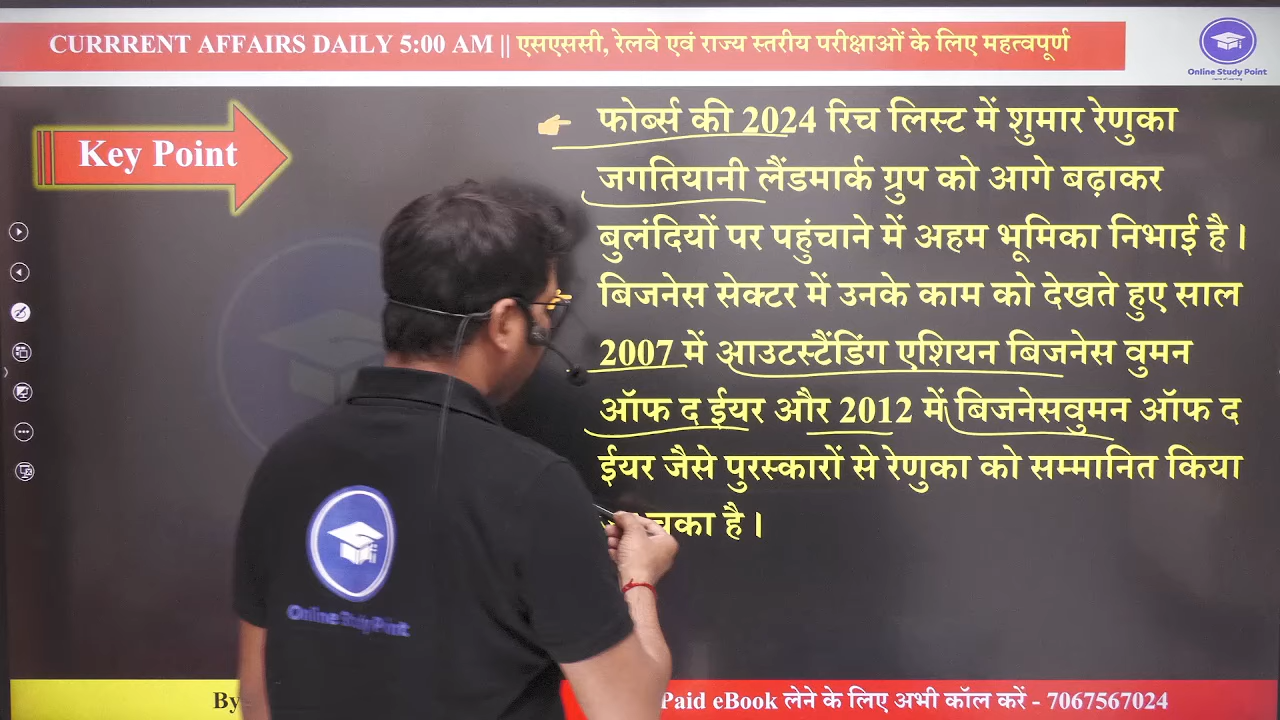 CURRRENT AFFAIRS DAILY 5:00 AM || एसएससी, रेलवे एवं राज्य स्तरीय परीक्षाओं के लिए महत्वपूर्ण
Online Study Point
Key Point
फोर्ब्स की 2024 रिच लिस्ट में शुमार रेणुका
जगतियानी लैंडमार्क ग्रुप को आगे बढ़ाकर
बुलंदियों पर पहुंचाने में अहम भूमिका निभाई है।
बिजनेस सेक्टर में उनके काम को देखते हुए साल
2007 में आउटस्टैंडिंग एशियन बिजनेस वुमन
ऑफ द ईयर और 2012 में बिजनेसवुमन ऑफ द
ईयर जैसे पुरस्कारों से रेणुका को सम्मानित किया
है।
Online Study Point
By
Paid eBook लेने के लिए अभी कॉल करें - 7067567024